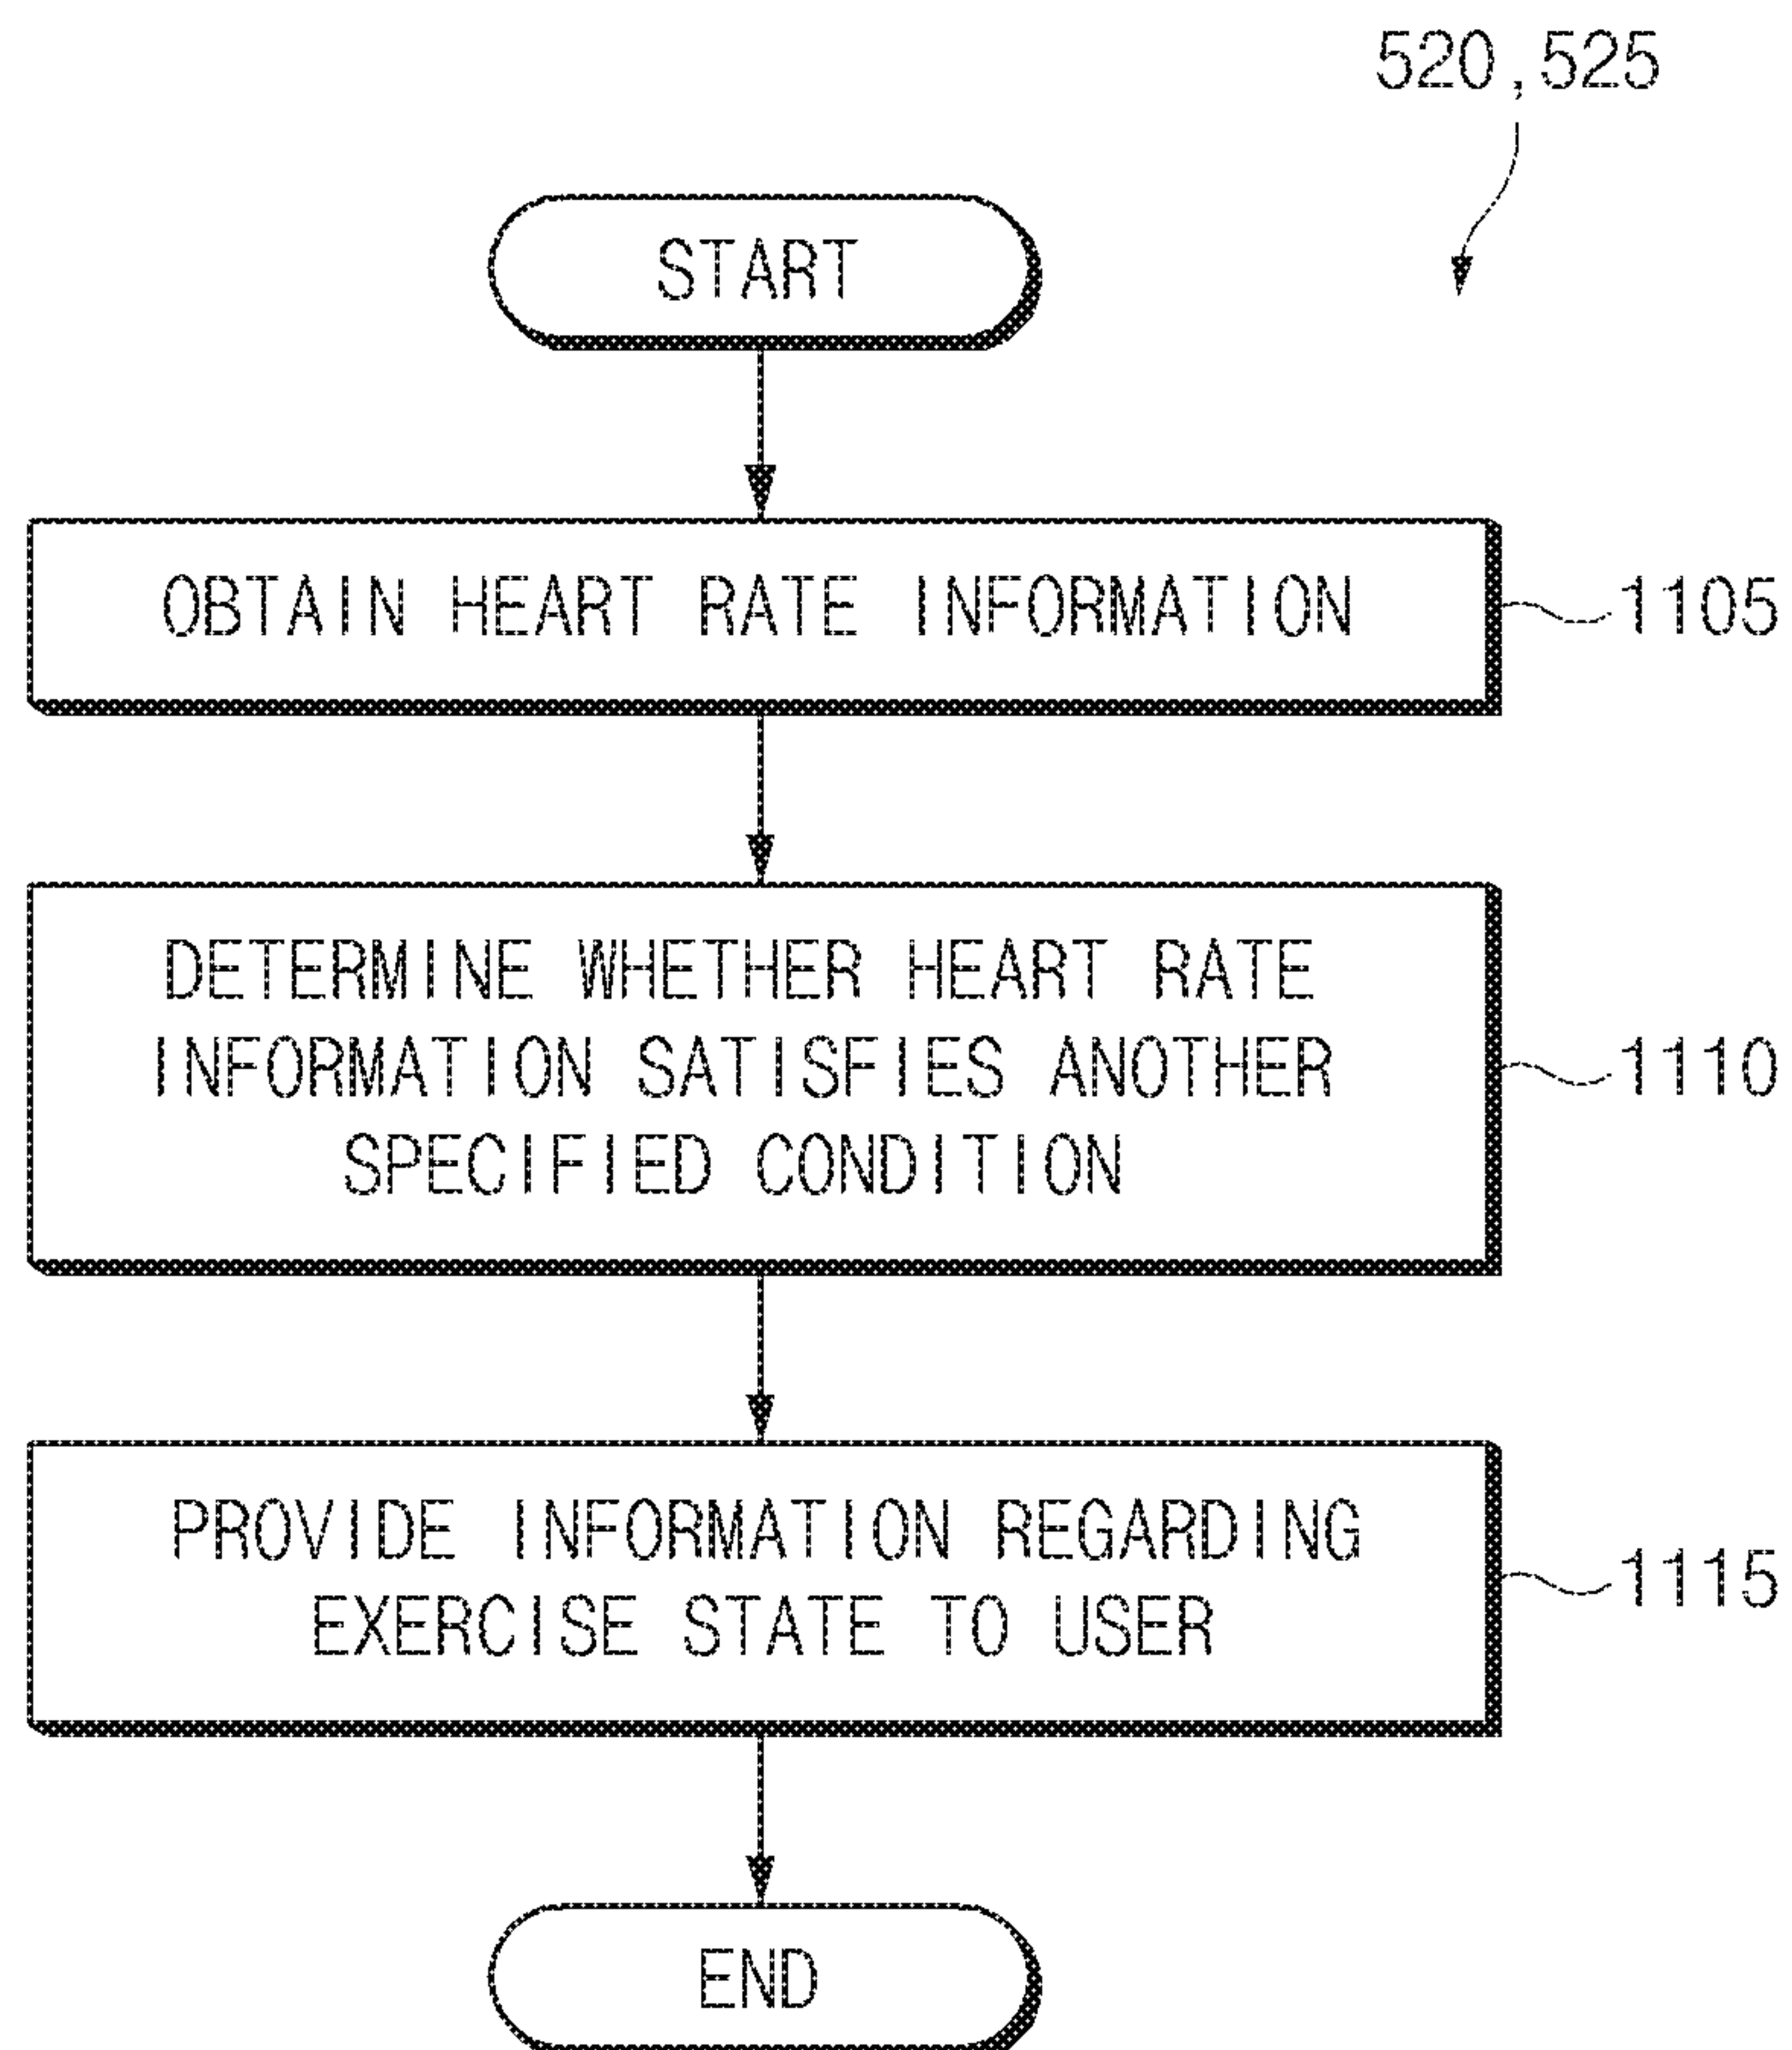 520,525
START
OBTAIN HEART RATE INFORMATION
1105
DETERMINE WHETHER HEART RATE
INFORMATION SATISFIES ANOTHER
SPECIFIED CONDITION
1110
PROVIDE INFORMATION REGARDING
EXERCISE STATE TO USER
1115
END